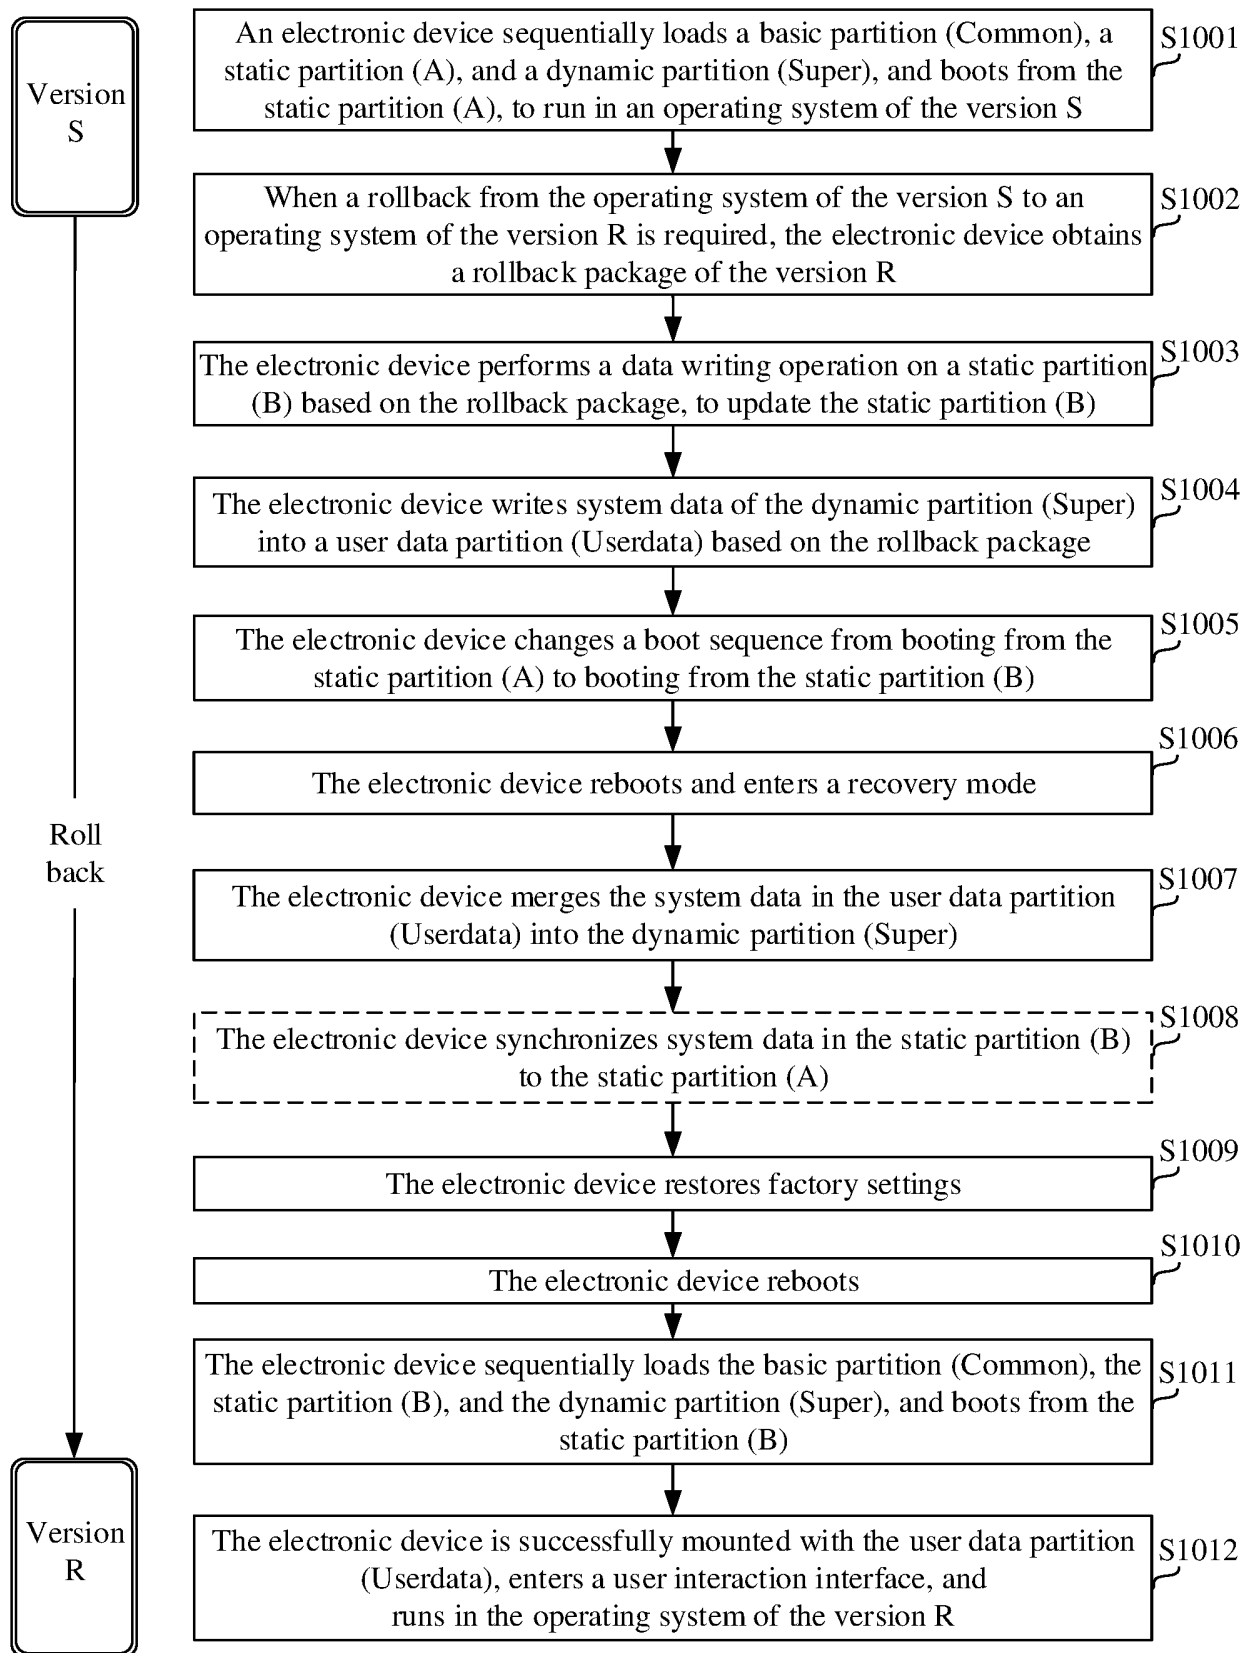 Version
S
Roll
back
Version
R
An electronic device sequentially loads a basic partition (Common), a
static partition (A), and a dynamic partition (Super), and boots from the
static partition (A), to run in an operating system of the version S
S1001
When a rollback from the operating system of the version S to an
operating system of the version R is required, the electronic device obtains
a rollback package of the version R
S1002
The electronic device performs a data writing operation on a static partition
(B) based on the rollback package, to update the static partition (B)
S1003
The electronic device writes system data of the dynamic partition (Super)
into a user data partition (Userdata) based on the rollback package
S1004
The electronic device changes a boot sequence from booting from the
static partition (A) to booting from the static partition (B)
S1005
The electronic device reboots and enters a recovery mode
S1006
The electronic device merges the system data in the user data partition
(Userdata) into the dynamic partition (Super)
S1007
The electronic device synchronizes system data in the static partition (B)
to the static partition (A)
S1008
The electronic device restores factory settings
S1009
The electronic device reboots
S1010
The electronic device sequentially loads the basic partition (Common), the
static partition (B), and the dynamic partition (Super), and boots from the
static partition (B)
S1011
The electronic device is successfully mounted with the user data partition
(Userdata), enters a user interaction interface, and
runs in the operating system of the version R
S1012